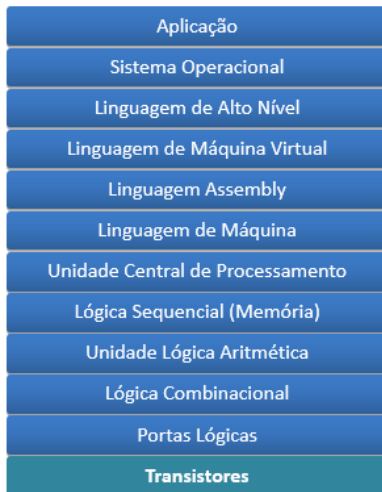 Aplicação
Sistema Operacional
Linguagem de Alto Nível
Linguagem de Máquina Virtual
Linguagem Assembly
Linguagem de Máquina
Unidade Central de Processamento
Lógica Sequencial (Memória)
Unidade Lógica Aritmética
Lógica Combinacional
Portas Lógicas
Transistores